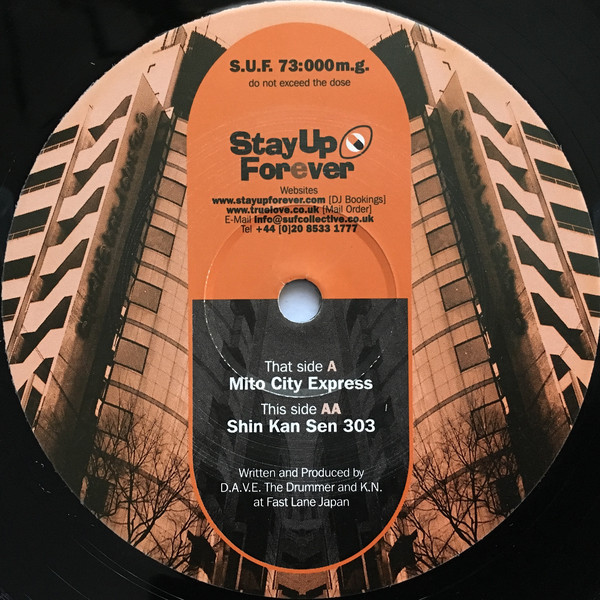 S.U.F. 73:000m.g.
do not exceed the dose
Stay Up
Forever
Websites
www.stayupforever.com [DJ Bookings]
www.truelove.co.uk [Mail Order]
E-Mail info@sufcollective.co.uk
Tel +44 [0]20 8533 1777
That side A
Mito City Express
This side AA
Shin Kan Sen 303
Written and Produced by
D.A.V.E. The Drummer and K.N.
at Fast Lane Japan